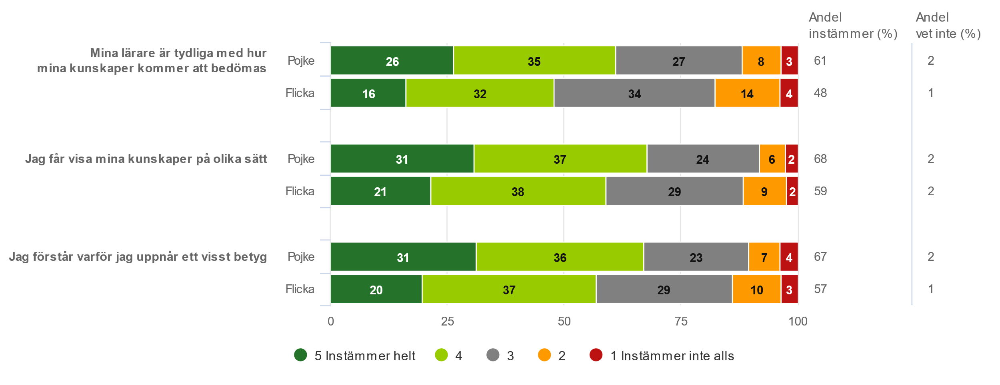 Andel
instämmer (%)
Andel
vet inte (%)
Mina lärare är tydliga med hur
mina kunskaper kommer att bedömas
Pojke 26 35 27 8 3 61 2
Flicka 16 32 34 14 4 48 1
Jag får visa mina kunskaper på olika sätt
Pojke 31 37 24 6 2 68 2
Flicka 21 38 29 9 2 59 2
Jag förstår varför jag uppnår ett visst betyg
Pojke 31 36 23 7 4 67 2
Flicka 20 37 29 10 3 57 1
0 25 50 75 100
5 Instämmer helt 4 3 2 1 Instämmer inte alls